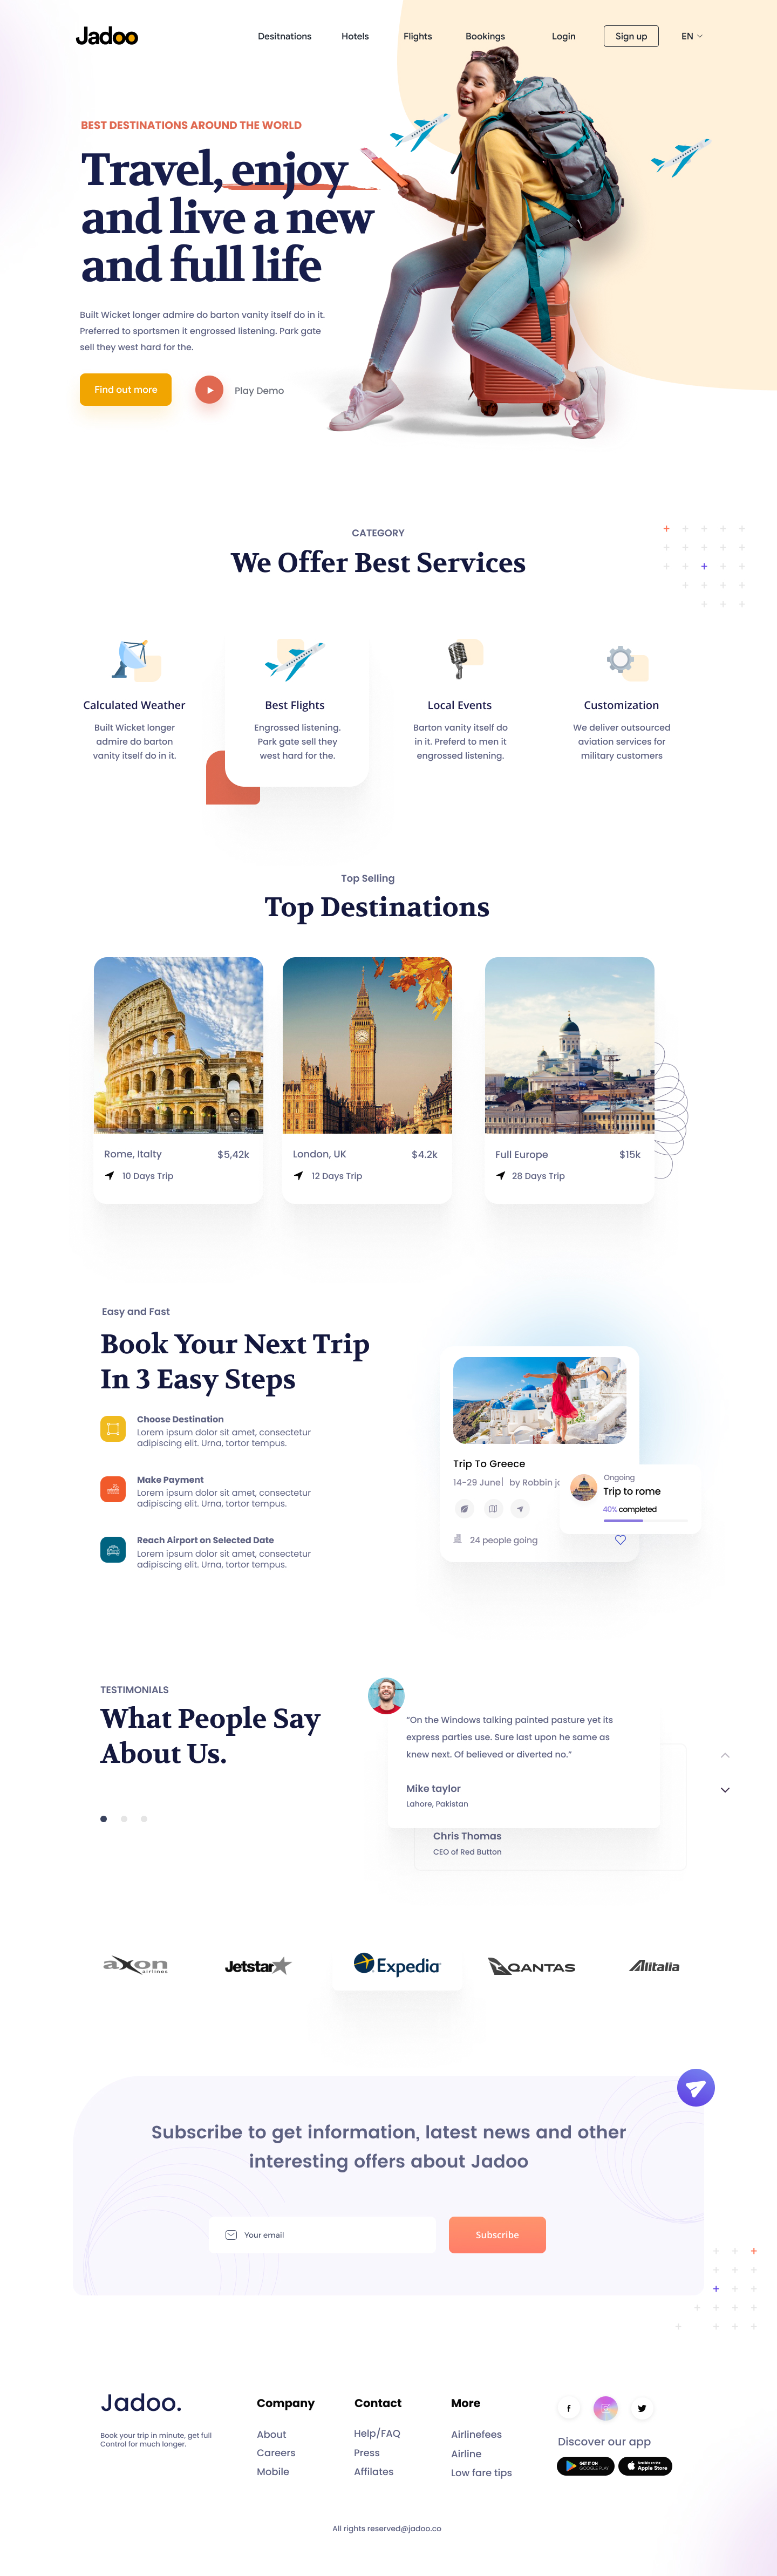 Jadoo
Desitnations
Hotels
Flights
Bookings
Login
Sign up
EN
BEST DESTINATIONS AROUND THE WORLD
Travel, enjoy
and live a new
and full life
Built Wicket longer admire do barton vanity itself do in it.
Preferred to sportsmen it engrossed listening. Park gate
sell they west hard for the.
Find out more
Play Demo
CATEGORY
We Offer Best Services
Calculated Weather
Built Wicket longer
admire do barton
vanity itself do in it.
Best Flights
Engrossed listening.
Park gate sell they
west hard for the.
Local Events
Barton vanity itself do
in it. Preferd to men it
engrossed listening.
Customization
We deliver outsourced
aviation services for
military customers
Top Selling
Top Destinations
Rome, Italty
$5,42k
10 Days Trip
London, UK
$4.2k
12 Days Trip
Full Europe
$15k
28 Days Trip
Easy and Fast
Book Your Next Trip
In 3 Easy Steps
Choose Destination
Lorem ipsum dolor sit amet, consectetur
adipiscing elit. Urna, tortor tempus.
Make Payment
Lorem ipsum dolor sit amet, consectetur
adipiscing elit. Urna, tortor tempus.
Reach Airport on Selected Date
Lorem ipsum dolor sit amet, consectetur
adipiscing elit. Urna, tortor tempus.
Trip To Greece
14-29 June | by Robbin jo
24 people going
Ongoing
Trip to rome
40% completed
TESTIMONIALS
What People Say
About Us.
“On the Windows talking painted pasture yet its
express parties use. Sure last upon he same as
knew next. Of believed or diverted no.”
Mike taylor
Lahore, Pakistan
Chris Thomas
CEO of Red Button
axon
airlines
Jetstar
Expedia
QANTAS
Alitalia
Subscribe to get information, latest news and other
interesting offers about Jadoo
Your email
Subscribe
Jadoo.
Book your trip in minute, get full
Control for much longer.
Company
About
Careers
Mobile
Contact
Help/FAQ
Press
Affilates
More
Airlinefees
Airline
Low fare tips
Discover our app
GET IT ON
GOOGLE PLAY
Available on the
Apple Store
All rights reserved@jadoo.co